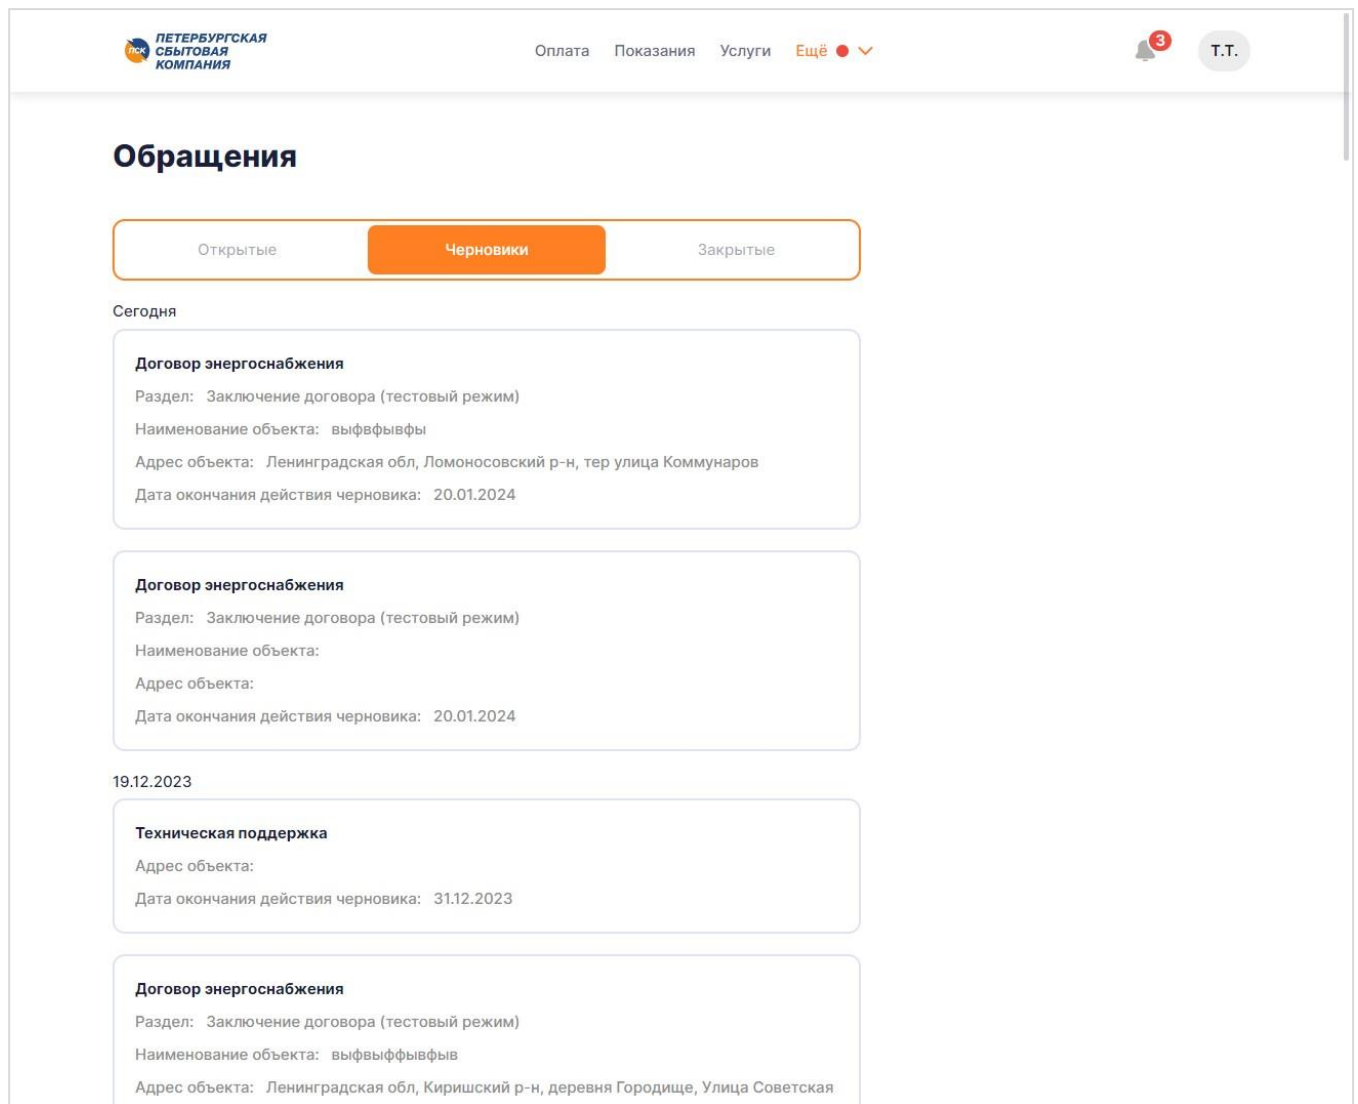 ПЕТЕРБУРГСКАЯ
СБЫТОВАЯ
КОМПАНИЯ
ПСК
Оплата Показания Услуги Ещё
3
Т.Т.
Обращения
Открытые Черновики Закрытые
Сегодня
Договор энергоснабжения
Раздел: Заключение договора (тестовый режим)
Наименование объекта: выфвфывфы
Адрес объекта: Ленинградская обл, Ломоносовский р-н, тер улица Коммунаров
Дата окончания действия черновика: 20.01.2024
Договор энергоснабжения
Раздел: Заключение договора (тестовый режим)
Наименование объекта:
Адрес объекта:
Дата окончания действия черновика: 20.01.2024
19.12.2023
Техническая поддержка
Адрес объекта:
Дата окончания действия черновика: 31.12.2023
Договор энергоснабжения
Раздел: Заключение договора (тестовый режим)
Наименование объекта: выфвыффывфыв
Адрес объекта: Ленинградская обл, Киришский р-н, деревня Городище, Улица Советская